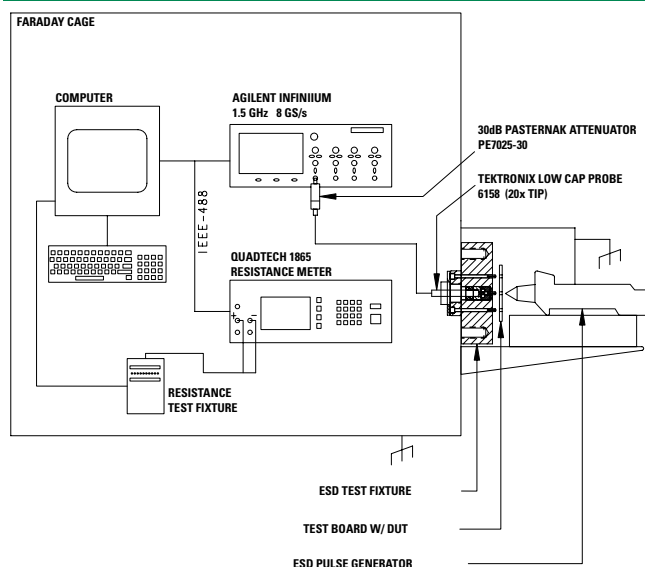 FARADAY CAGE
COMPUTER
AGILENT INFINIIUM
1.5 GHz 8 GS/s
30dB PASTERNAK ATTENUATOR
PE7025-30
TEKTRONIX LOW CAP PROBE
6158 (20x TIP)
IEEE-488
QUADTECH 1865
RESISTANCE METER
+ –
RESISTANCE
TEST FIXTURE
ESD TEST FIXTURE
TEST BOARD W/ DUT
ESD PULSE GENERATOR